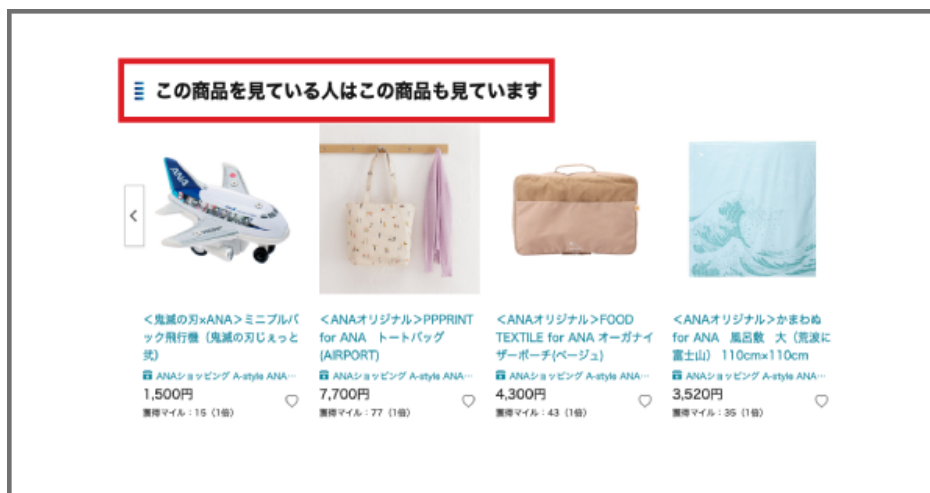 この商品を見ている人はこの商品も見ています
ANA
<鬼滅の刃×ANA>ミニプルバ
ック飛行機（鬼滅の刃じぇっと
弐）
ANAショッピング A-style ANA…
1,500円
獲得マイル：15（1倍）
<ANAオリジナル>PPPRINT
for ANA　トートバッグ
(AIRPORT)
ANAショッピング A-style ANA…
7,700円
獲得マイル：77（1倍）
<ANAオリジナル>FOOD
TEXTILE for ANA オーガナイ
ザーポーチ(ベージュ)
ANAショッピング A-style ANA…
4,300円
獲得マイル：43（1倍）
<ANAオリジナル>かまわぬ
for ANA　風呂敷　大（荒波に
富士山） 110cm×110cm
ANAショッピング A-style ANA…
3,520円
獲得マイル：35（1倍）